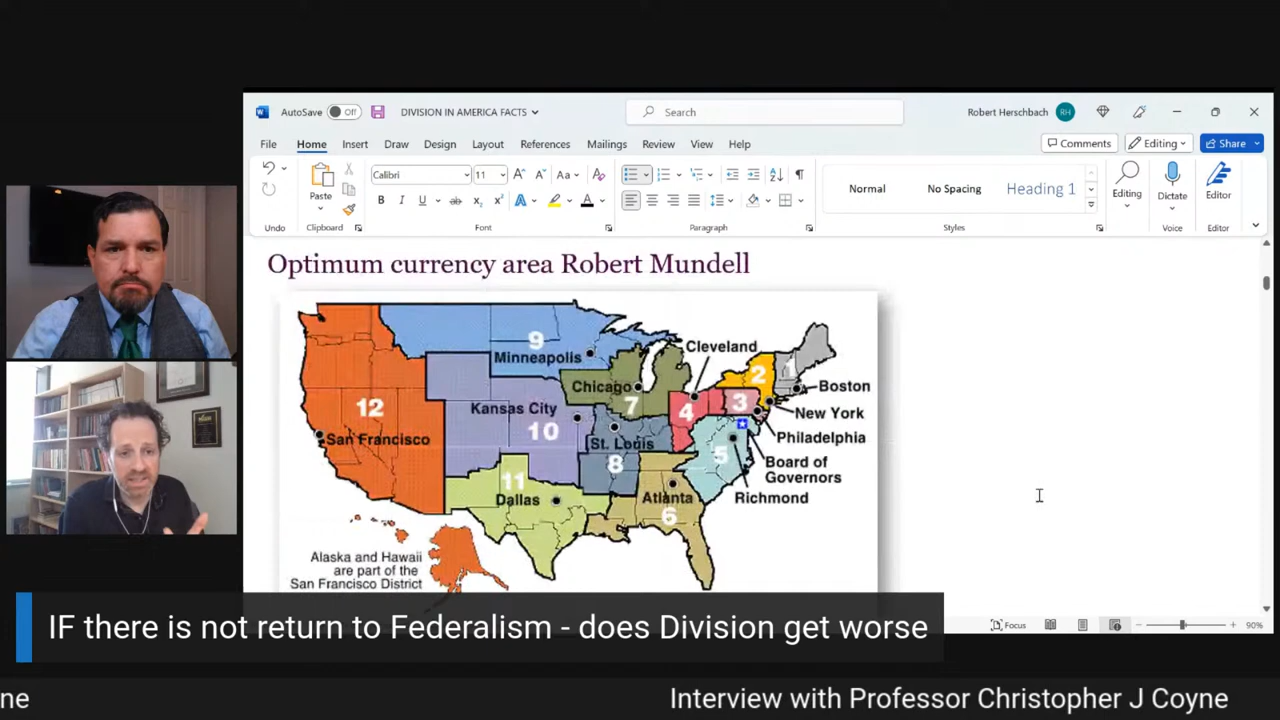 AutoSave Off DIVISION IN AMERICA FACTS Search Robert Herschbach RH
File Home Insert Draw Design Layout References Mailings Review View Help Comments Editing Share
Calibri 11 Aa A
Paste B I U ab x₂ x² A A Normal No Spacing Heading 1 Editing Dictate Editor
Undo Clipboard Font Paragraph Styles Voice Editor
Optimum currency area Robert Mundell
9
Minneapolis
Cleveland
2
1
Chicago
7
4
3
Boston
12
Kansas City
New York
San Francisco
10
St. Louis
Philadelphia
8
5
Board of
Governors
11
Dallas
Atlanta
6
Richmond
Alaska and Hawaii
are part of the
San Francisco District
Focus 90%
IF there is not return to Federalism - does Division get worse
ne Interview with Professor Christopher J Coyne